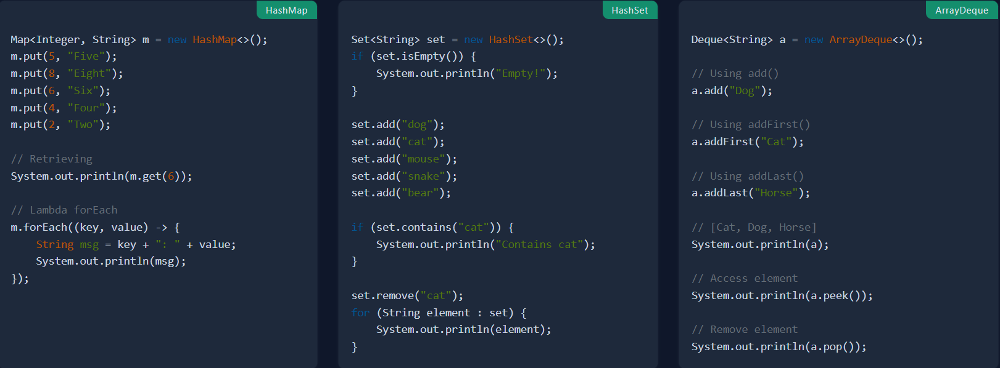 HashMap
Map<Integer, String> m = new HashMap<>();
m.put(5, "Five");
m.put(8, "Eight");
m.put(6, "Six");
m.put(4, "Four");
m.put(2, "Two");

// Retrieving
System.out.println(m.get(6));

// Lambda forEach
m.forEach((key, value) -> {
    String msg = key + ": " + value;
    System.out.println(msg);
});

HashSet
Set<String> set = new HashSet<>();
if (set.isEmpty()) {
    System.out.println("Empty!");
}

set.add("dog");
set.add("cat");
set.add("mouse");
set.add("snake");
set.add("bear");

if (set.contains("cat")) {
    System.out.println("Contains cat");
}

set.remove("cat");
for (String element : set) {
    System.out.println(element);
}

ArrayDeque
Deque<String> a = new ArrayDeque<>();

// Using add()
a.add("Dog");

// Using addFirst()
a.addFirst("Cat");

// Using addLast()
a.addLast("Horse");

// [Cat, Dog, Horse]
System.out.println(a);

// Access element
System.out.println(a.peek());

// Remove element
System.out.println(a.pop());